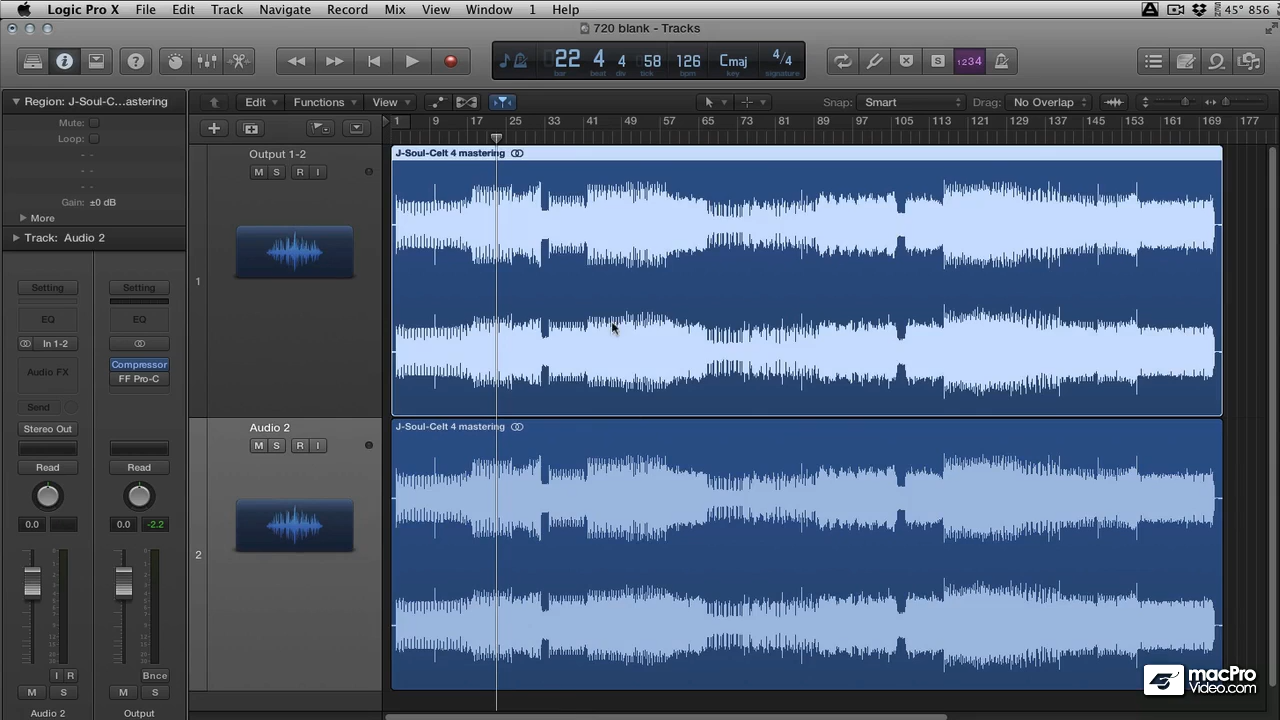 Logic Pro X File Edit Track Navigate Record Mix View Window 1 Help 45° 856
720 blank - Tracks
22 4 4 58 126 Cmaj 4/4
bar beat div tick bpm key signature
1234
Region: J-Soul-C...astering
Edit Functions View Snap: Smart Drag: No Overlap
Mute:
Loop:
- -
- -
- -
Gain: ±0 dB
More
Track: Audio 2
1 9 17 25 33 41 49 57 65 73 81 89 97 105 113 121 129 137 145 153 161 169 177
Output 1-2
M S R I
1
J-Soul-Celt 4 mastering
Audio 2
M S R I
2
J-Soul-Celt 4 mastering
Setting Setting
EQ EQ
In 1-2
Compressor
Audio FX FF Pro-C
Send
Stereo Out
Read Read
0.0 0.0 -2.2
I R Bnce
M S M S
Audio 2 Output
macPro
Video.com